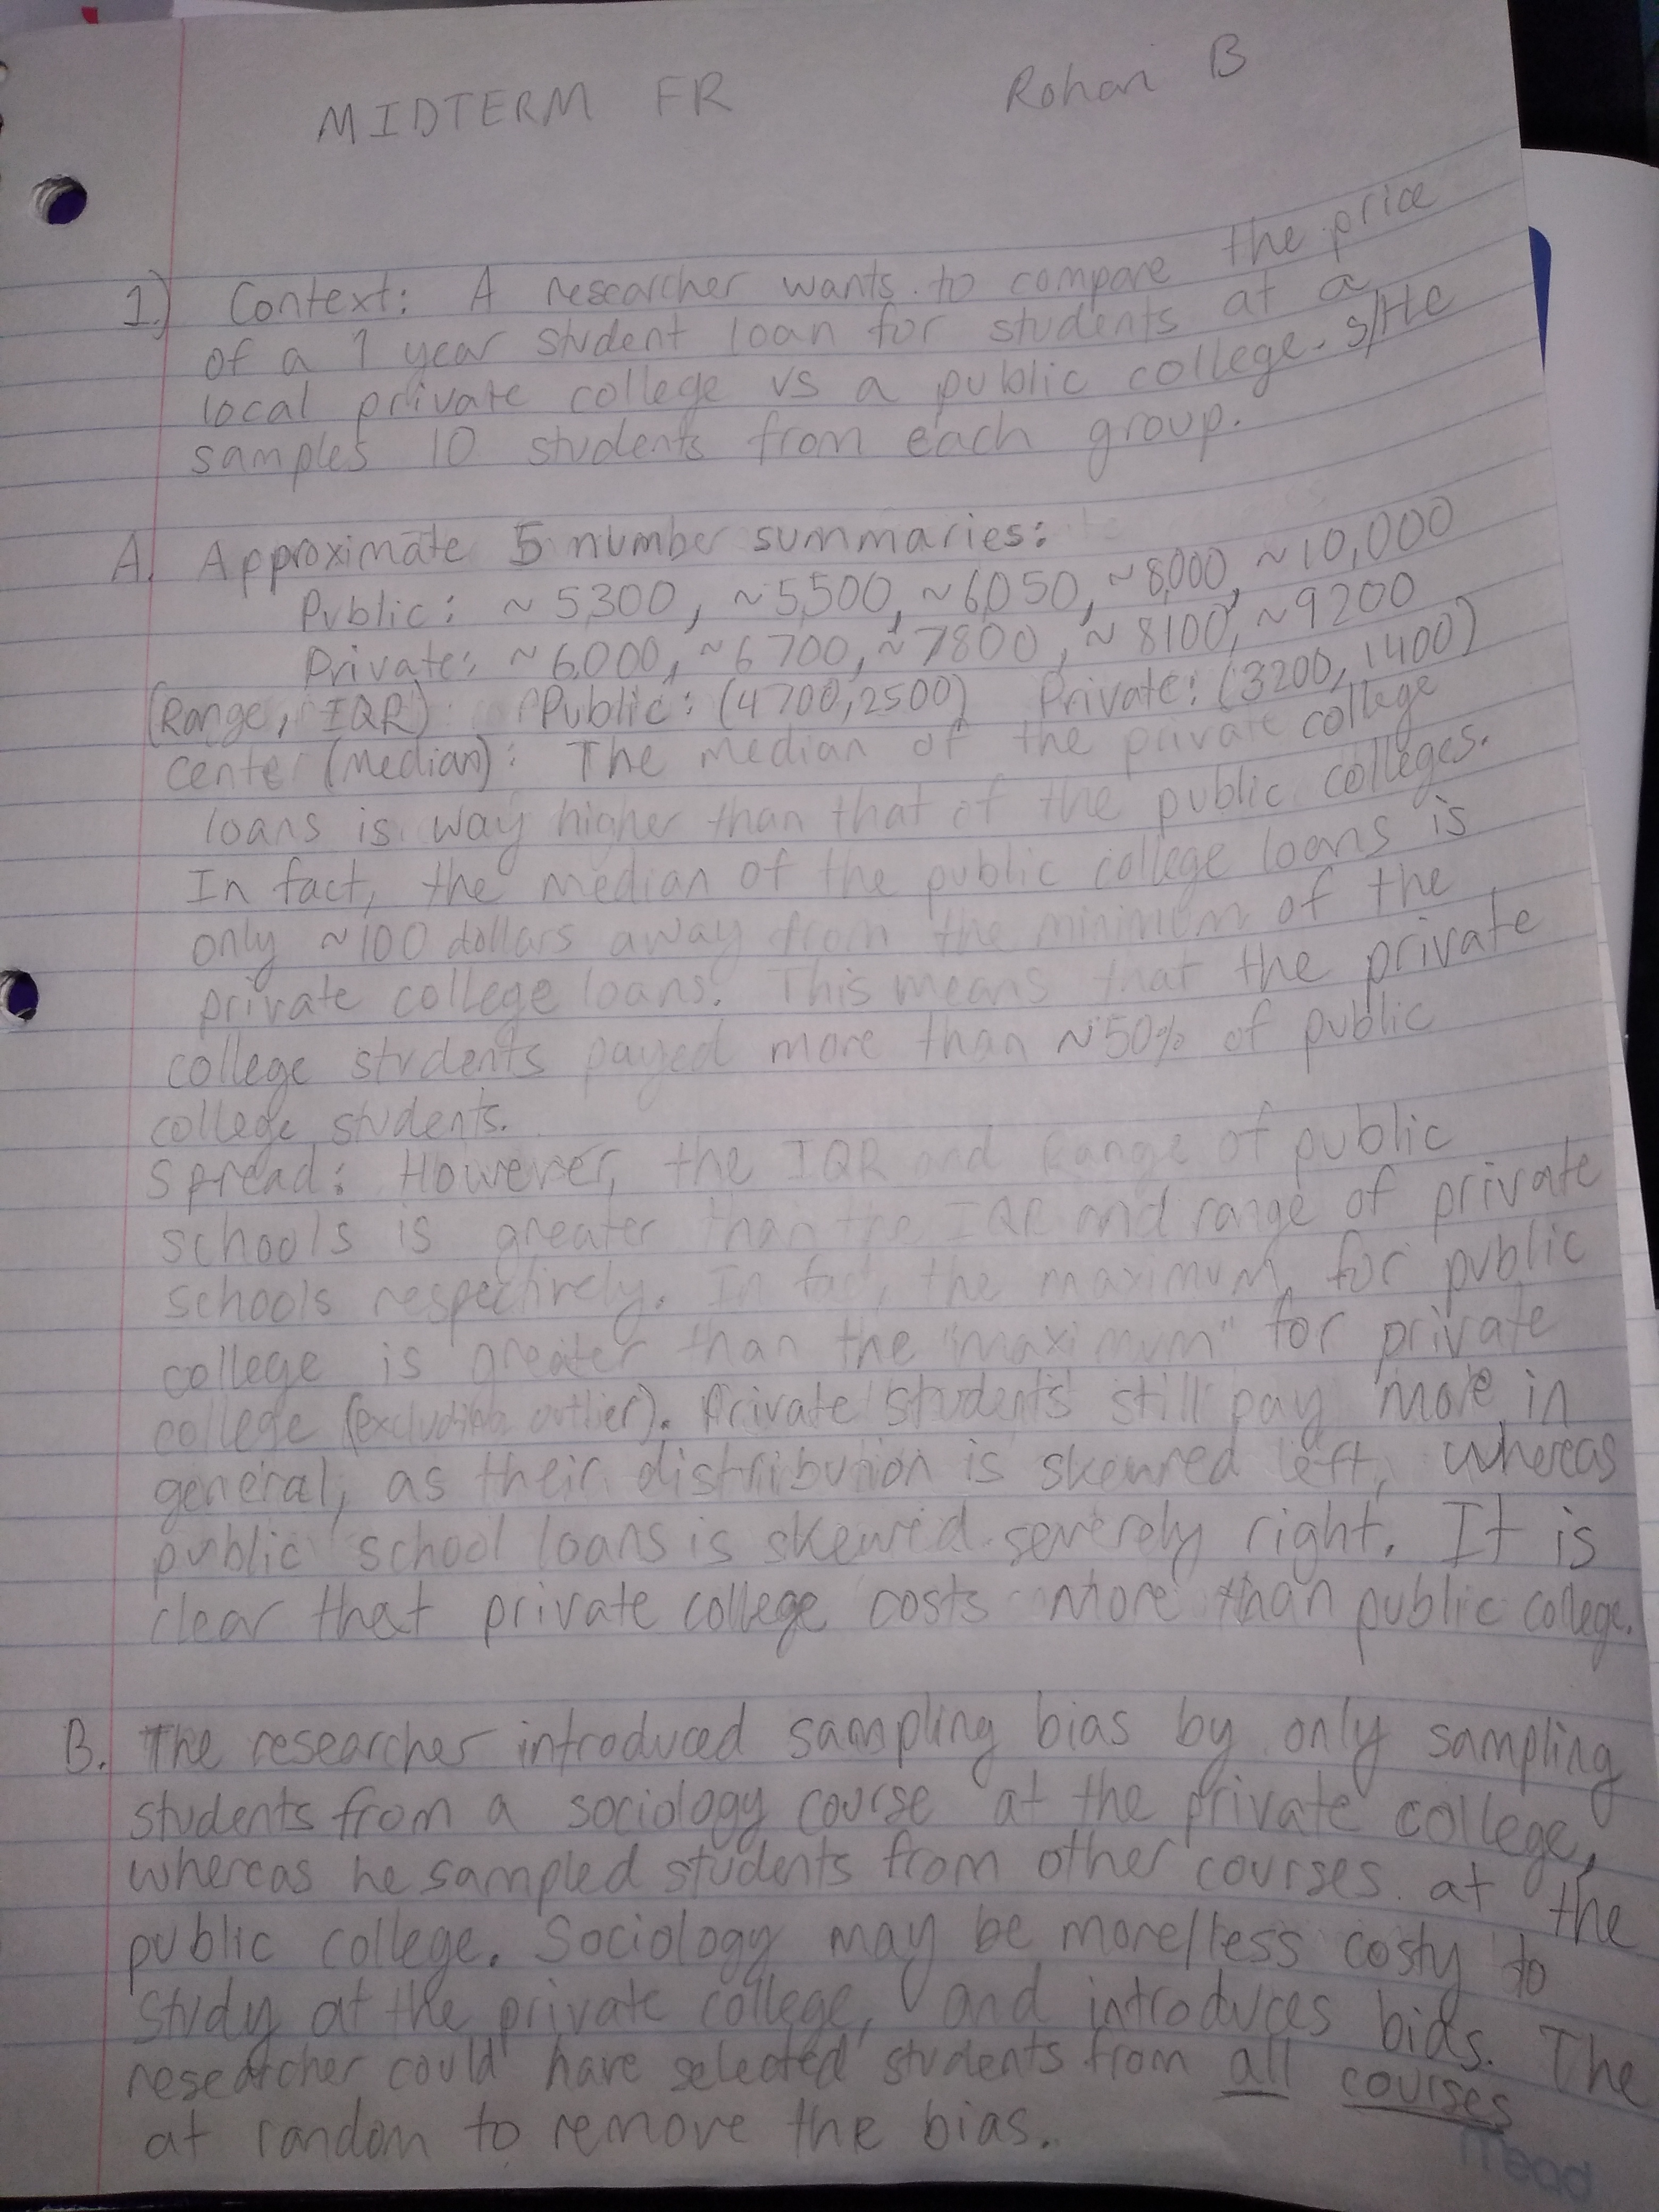 MIDTERM FR Rohan B
1.) Context: A researcher wants to compare the price
of a 1 year student loan for students at a
local private college vs a public college. s/He
samples 10 students from each group.
A. Approximate 5 number summaries:
Public: ~5300, ~5500, ~6050, ~8000, ~10,000
Private: ~6000, ~6700, ~7800, ~8100, ~9200
(Range, IQR) Public: (4700, 2500) Private: (3200, 1400)
Center (Median): The median of the private college
loans is way higher than that of the public colleges.
In fact, the median of the public college loans is
only ~100 dollars away from the minimum of the
private college loans. This means that the private
college students payed more than ~50% of public
college students.
Spread: However, the IQR and Range of public
schools is greater than the IQR and range of private
schools respectively. In fact, the maximum for public
college is greater than the "maximum" for private
college (excluding outlier). Private students still pay more in
general, as their distribution is skewed left, whereas
public school loans is skewed severely right. It is
clear that private college costs more than public college.
B. The researcher introduced sampling bias by only sampling
students from a sociology course at the private college,
whereas he sampled students from other courses at the
public college. Sociology may be more/less costy to
study at the private college, and introduces bias. The
researcher could have selected students from all courses
at random to remove the bias.
Mead